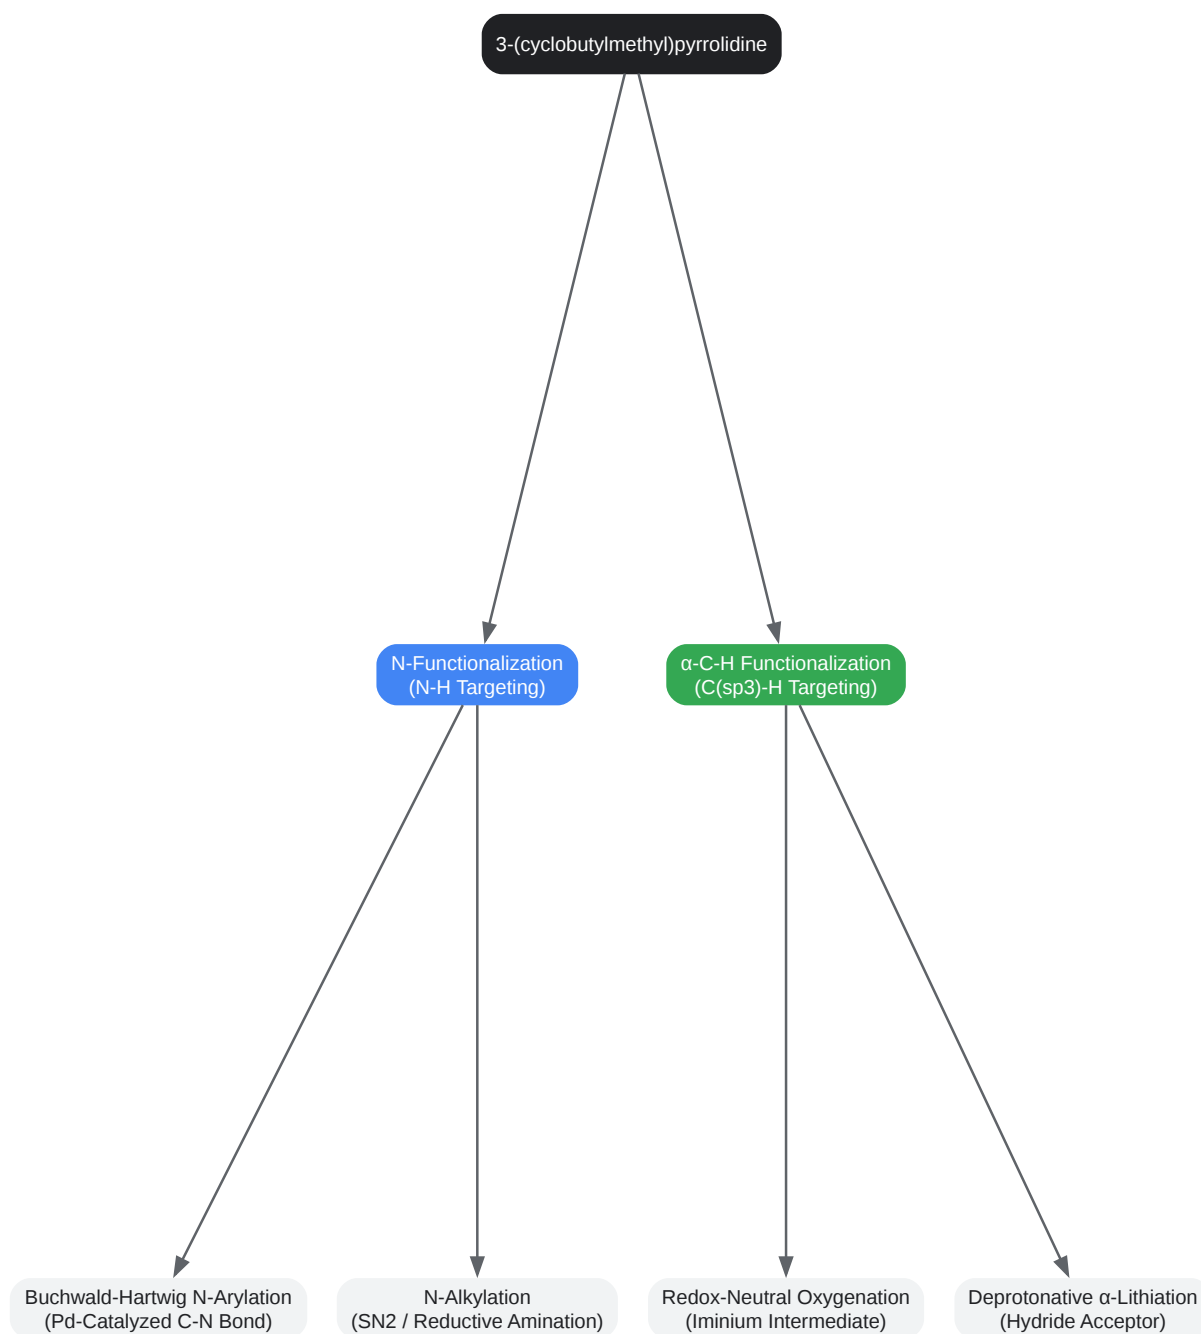 3-(cyclobutylmethyl)pyrrolidine
N-Functionalization
(N-H Targeting)
α-C-H Functionalization
(C(sp3)-H Targeting)
Buchwald-Hartwig N-Arylation
(Pd-Catalyzed C-N Bond)
N-Alkylation
(SN2 / Reductive Amination)
Redox-Neutral Oxygenation
(Iminium Intermediate)
Deprotonative α-Lithiation
(Hydride Acceptor)